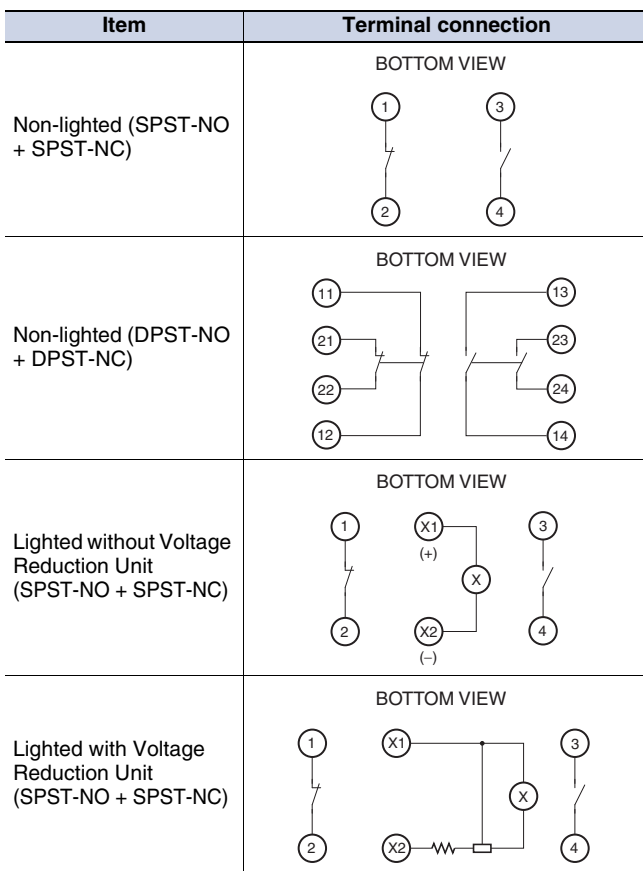 Item Terminal connection
BOTTOM VIEW
1 3
Non-lighted (SPST-NO
+ SPST-NC)
2 4
BOTTOM VIEW
11 13
21 23
Non-lighted (DPST-NO
+ DPST-NC)
22 24
12 14
BOTTOM VIEW
1 X1 3
(+)
Lighted without Voltage
Reduction Unit
(SPST-NO + SPST-NC)
X
2 X2 4
(−)
BOTTOM VIEW
1 X1 3
Lighted with Voltage
Reduction Unit
(SPST-NO + SPST-NC)
X
2 X2 4